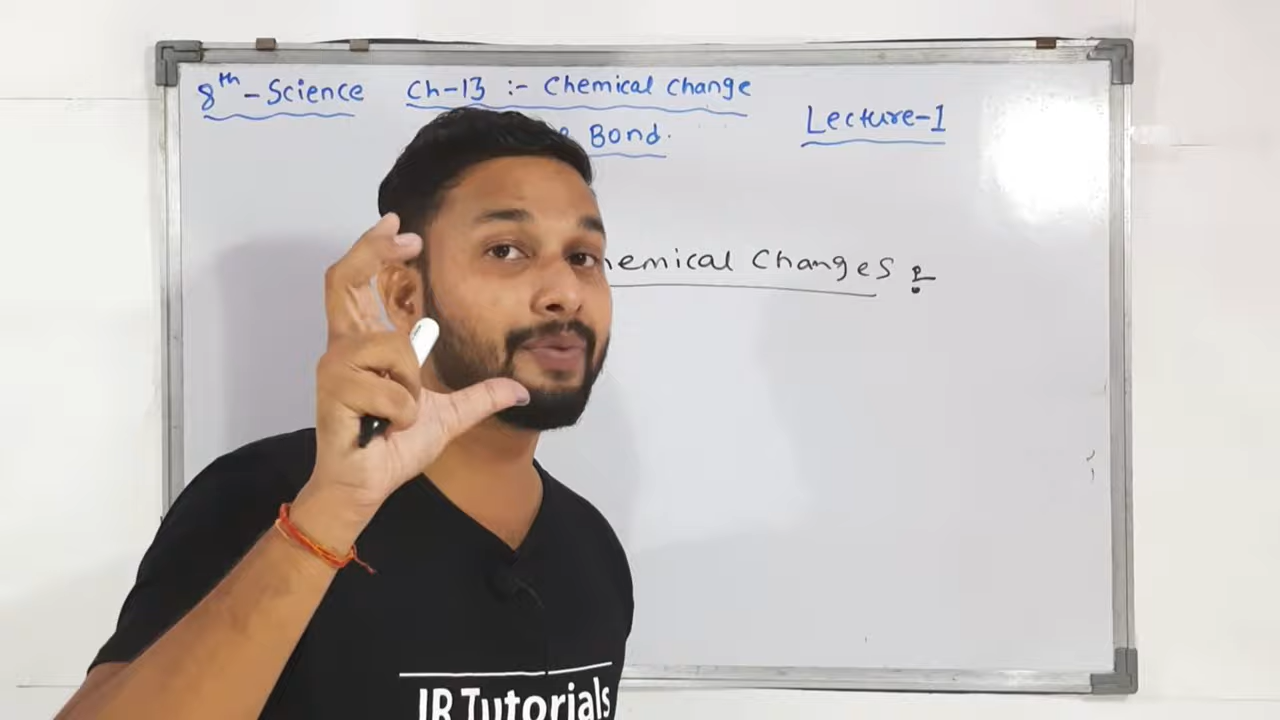 8th - Science Ch-13 :- Chemical Change
Bond.
Lecture-1
hemical Changes :-
JR Tutorials